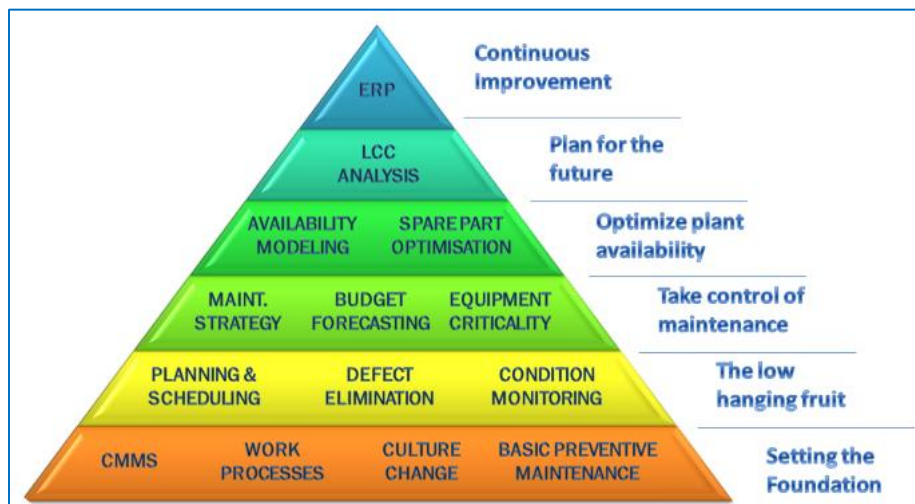 ERP
Continuous
improvement
LCC
ANALYSIS
Plan for the
future
AVAILABILITY
MODELING
SPARE PART
OPTIMISATION
Optimize plant
availability
MAINT.
STRATEGY
BUDGET
FORECASTING
EQUIPMENT
CRITICALITY
Take control of
maintenance
PLANNING &
SCHEDULING
DEFECT
ELIMINATION
CONDITION
MONITORING
The low
hanging fruit
CMMS
WORK
PROCESSES
CULTURE
CHANGE
BASIC PREVENTIVE
MAINTENANCE
Setting the
Foundation